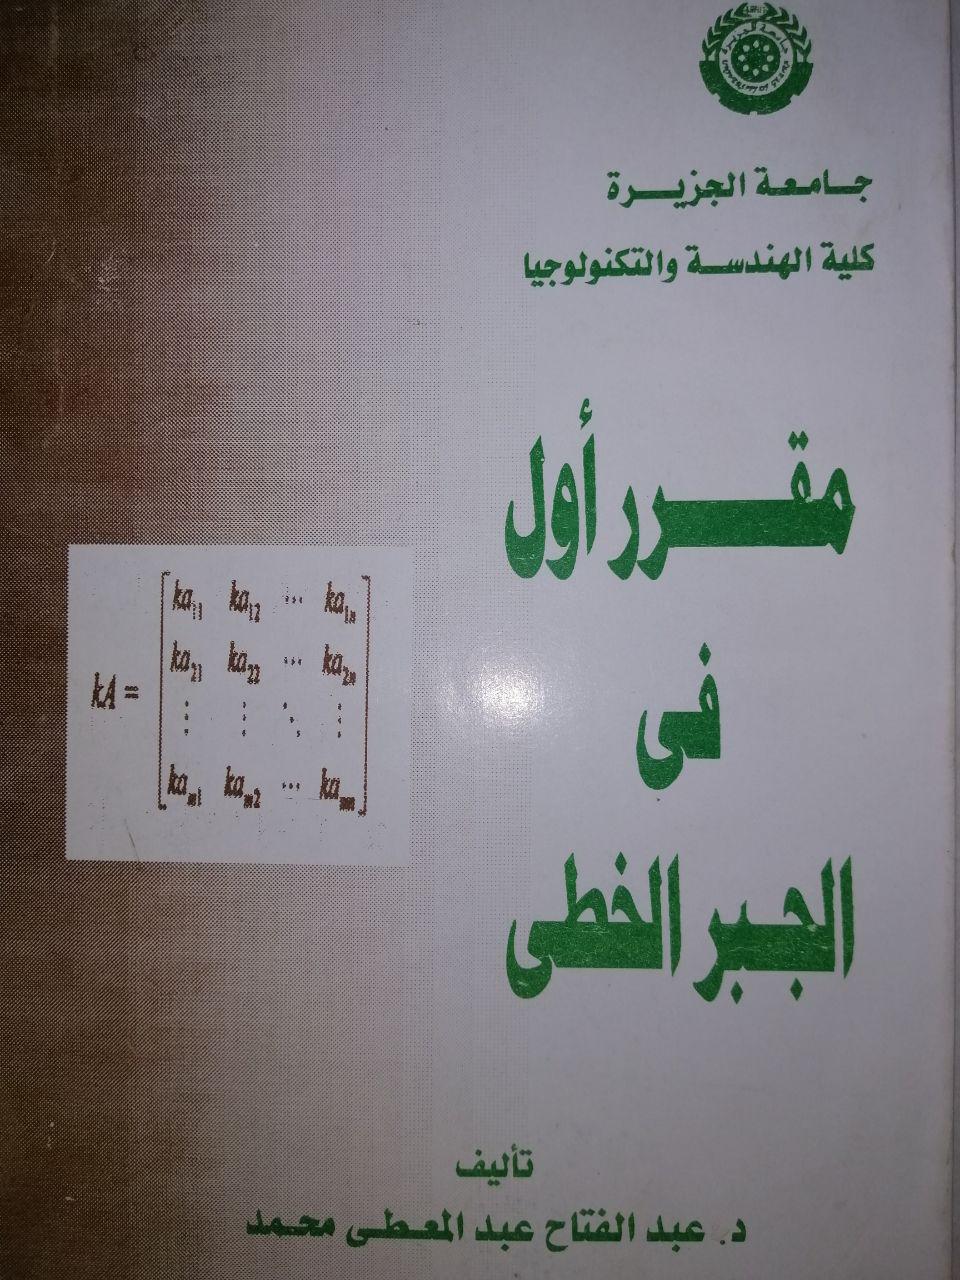 جامعة الجزيرة
كلية الهندسة والتكنولوجيا
مقرر أول
فى
الجبر الخطى
kA =
ka₁₁ ka₁₂ ... ka₁ₙ
ka₂₁ ka₂₂ ... ka₂ₙ
⋮ ⋮ ⋱ ⋮
kaₘ₁ kaₘ₂ ... kaₘₙ
تأليف
د. عبد الفتاح عبد المعطى محمد